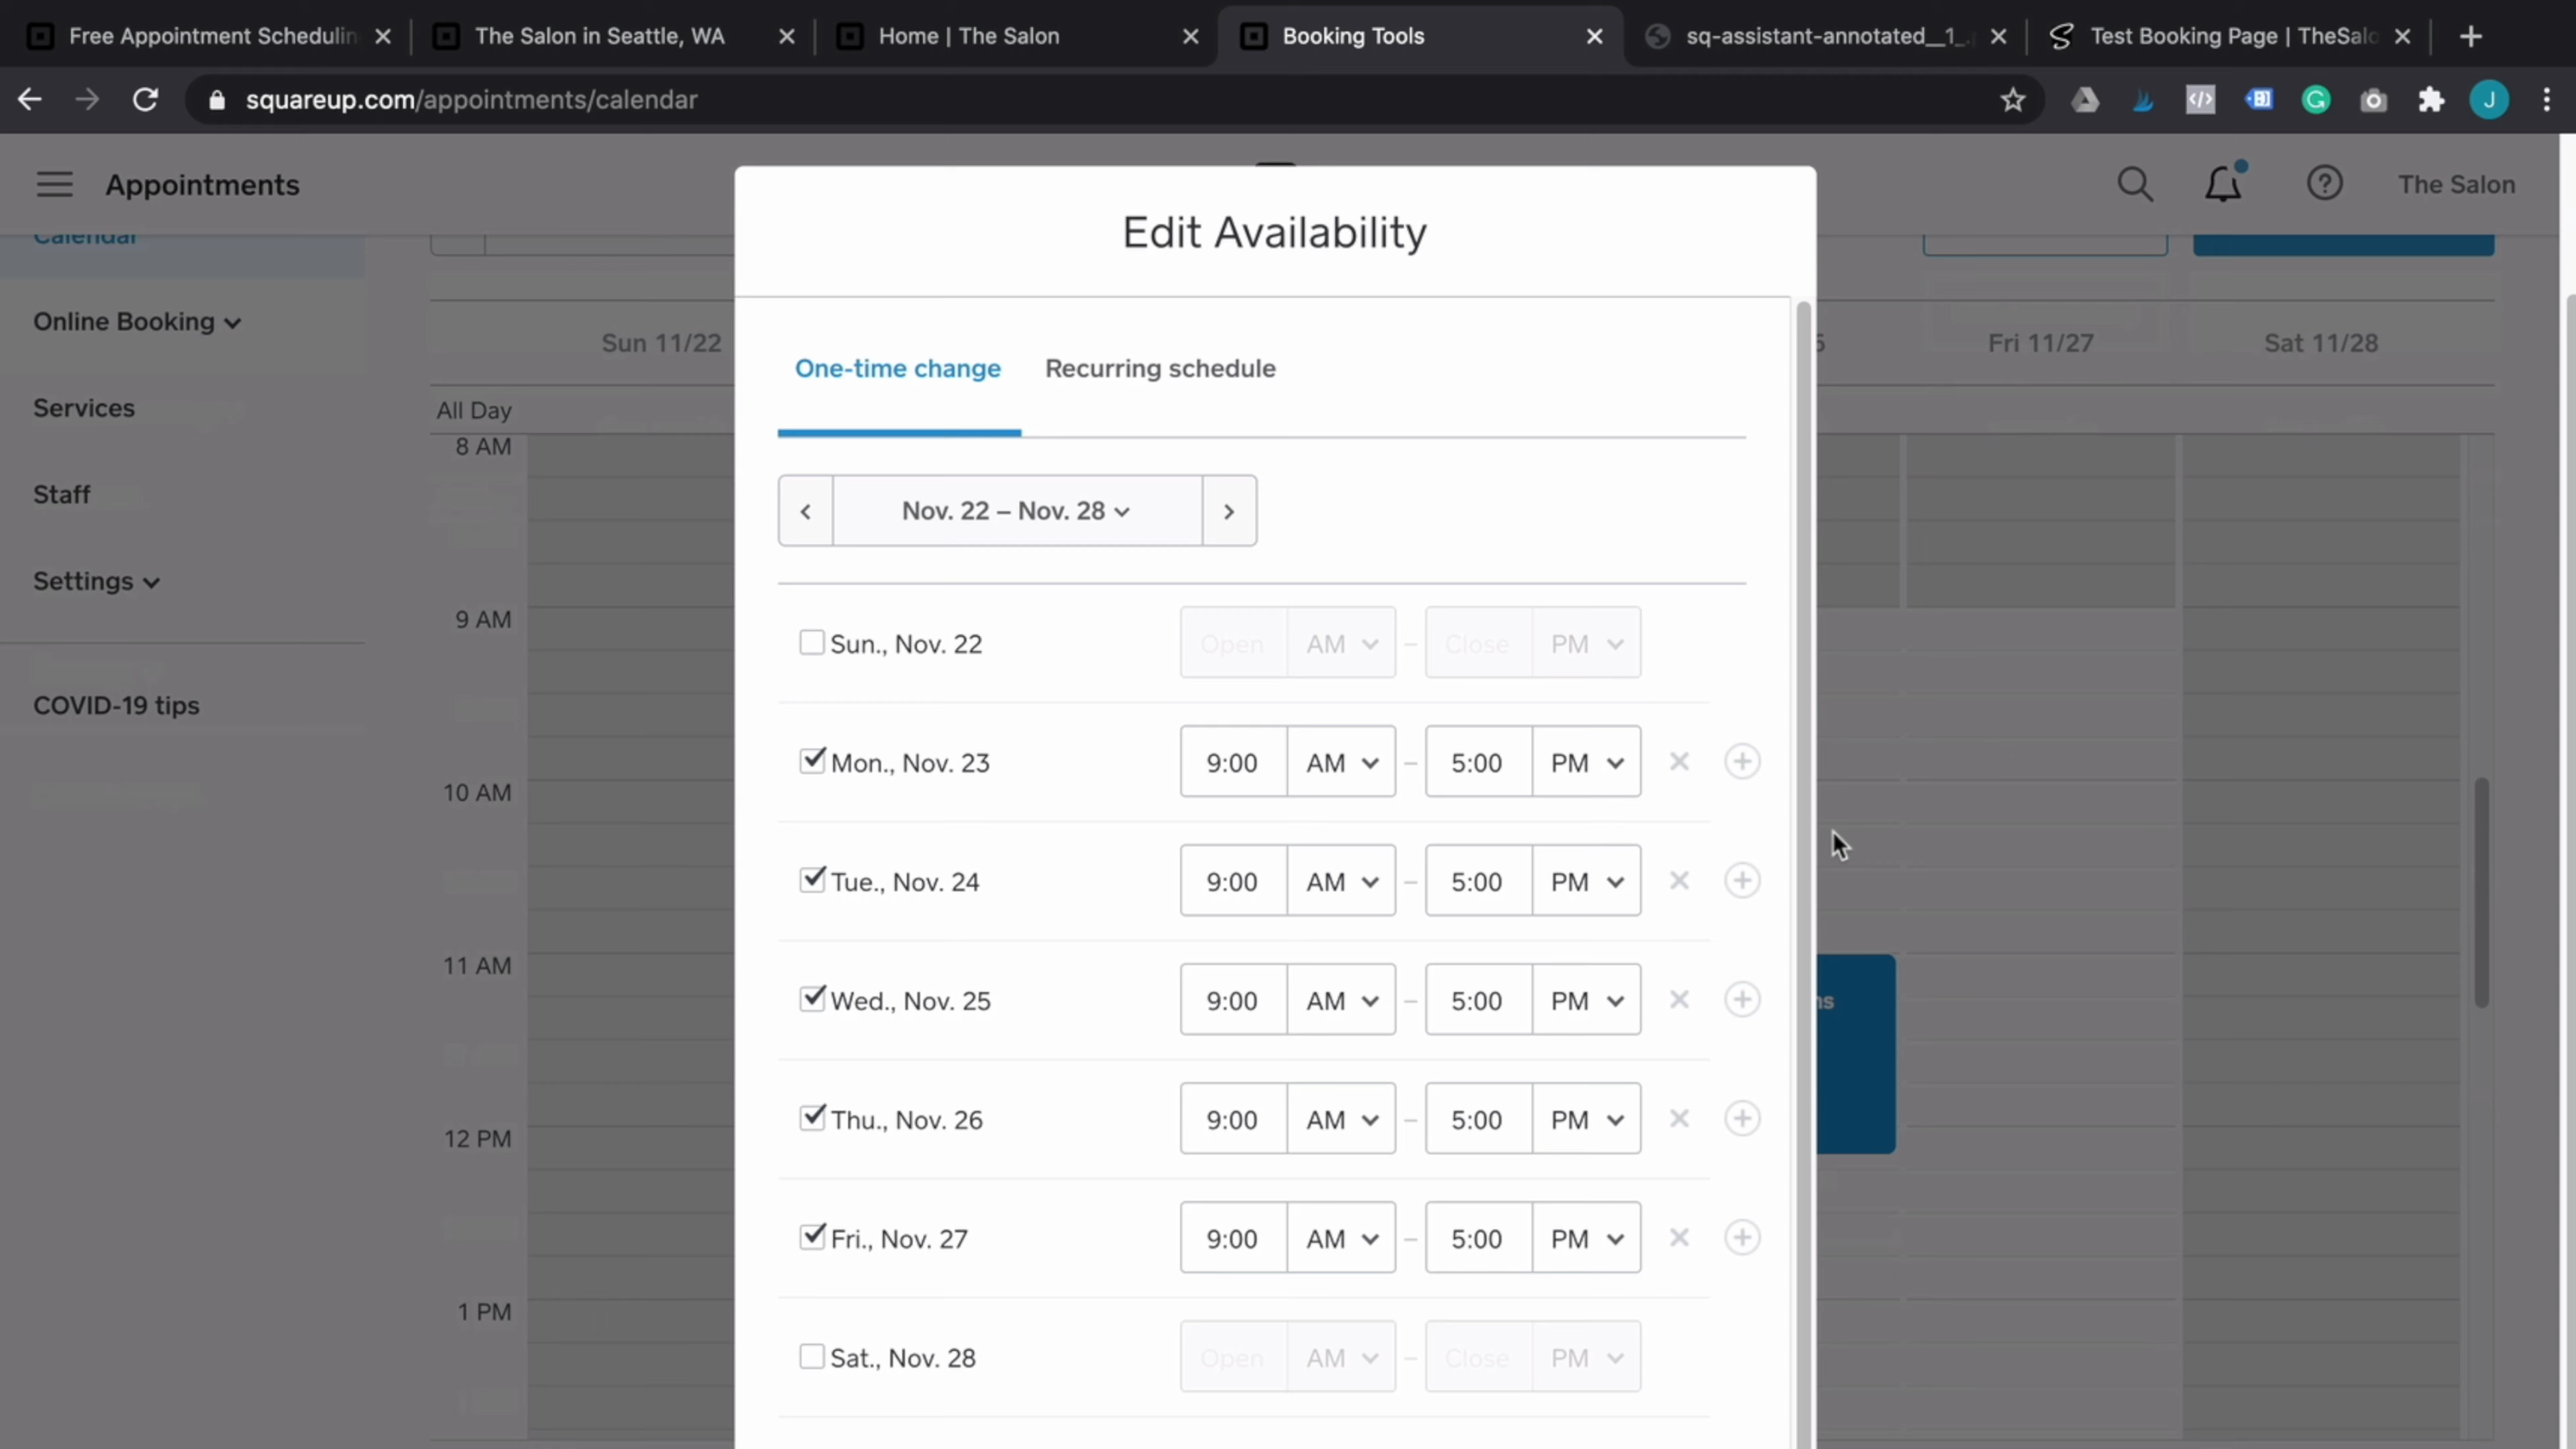 Free Appointment Schedulin
The Salon in Seattle, WA
Home | The Salon
Booking Tools
sq-assistant-annotated__1_.
Test Booking Page | TheSalo
squareup.com/appointments/calendar
J
Appointments
The Salon
Edit Availability
Calendar
Online Booking
Services
Staff
Settings
COVID-19 tips
Sun 11/22
6
Fri 11/27
Sat 11/28
All Day
8 AM
9 AM
10 AM
11 AM
12 PM
1 PM
One-time change Recurring schedule
Nov. 22 – Nov. 28
Sun., Nov. 22 Open AM – Close PM
Mon., Nov. 23 9:00 AM – 5:00 PM
Tue., Nov. 24 9:00 AM – 5:00 PM
Wed., Nov. 25 9:00 AM – 5:00 PM
Thu., Nov. 26 9:00 AM – 5:00 PM
Fri., Nov. 27 9:00 AM – 5:00 PM
Sat., Nov. 28 Open AM – Close PM